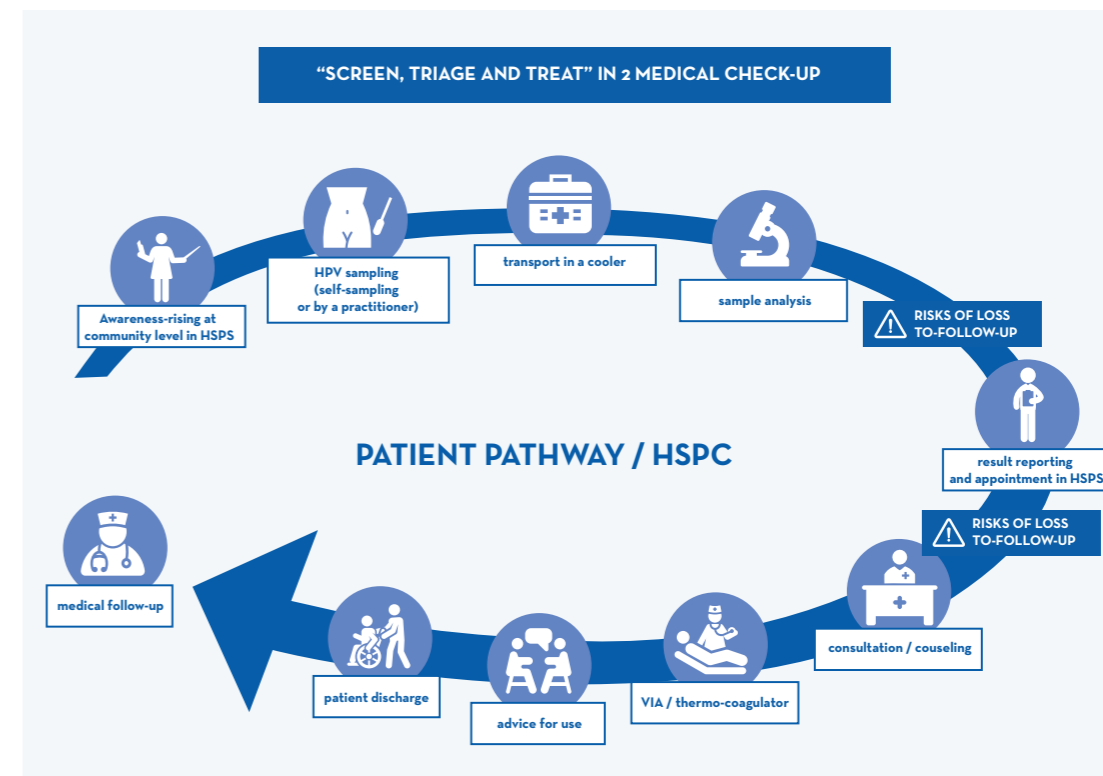 “SCREEN, TRIAGE AND TREAT” IN 2 MEDICAL CHECK-UP
Awareness-rising at
community level in HSPS
HPV sampling
(self-sampling
or by a practitioner)
transport in a cooler
sample analysis
RISKS OF LOSS
TO-FOLLOW-UP
result reporting
and appointment in HSPS
RISKS OF LOSS
TO-FOLLOW-UP
consultation / couseling
VIA / thermo-coagulator
advice for use
patient discharge
medical follow-up
PATIENT PATHWAY / HSPC